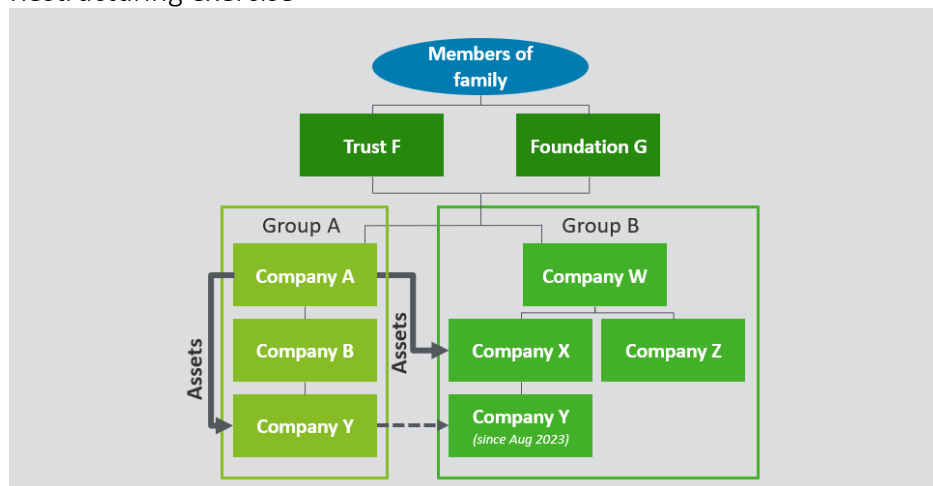 Members of
family
Trust F
Foundation G
Group A
Group B
Company A
Company W
Assets
Assets
Company B
Company X
Company Z
Company Y
Company Y
(since Aug 2023)